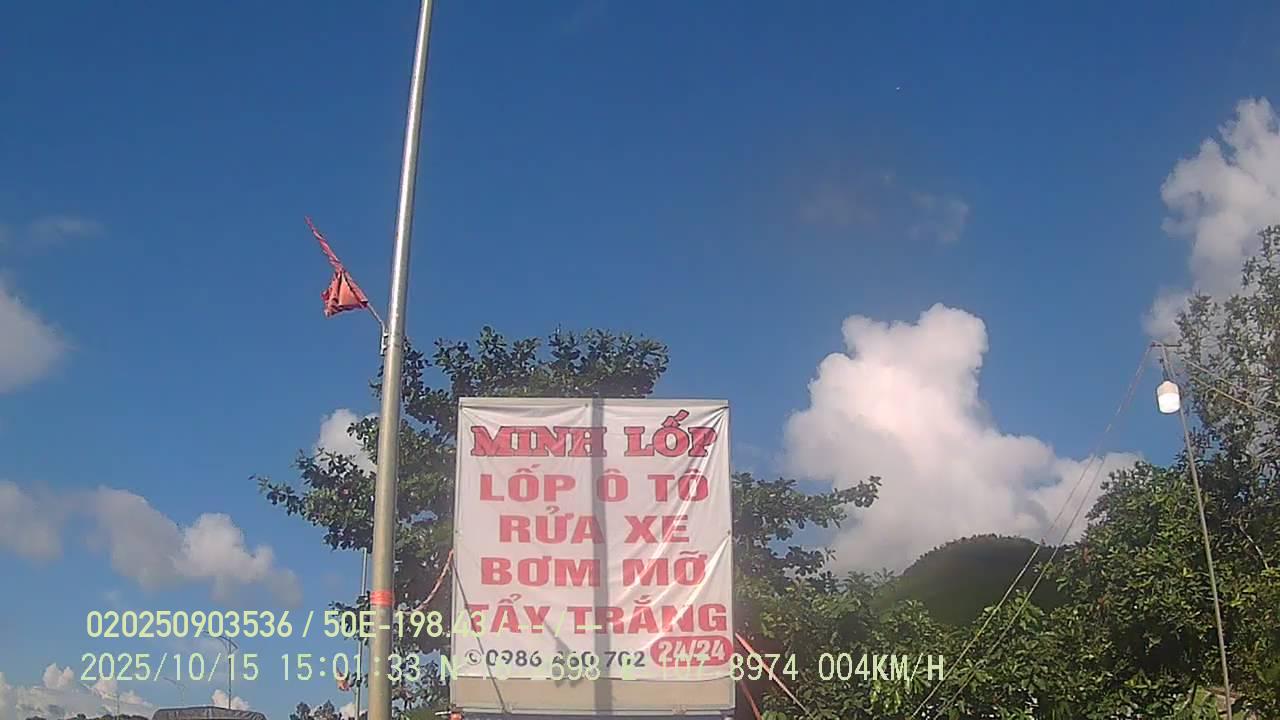 MINH LỐP
LỐP Ô TÔ
RỬA XE
BƠM MỠ
TẨY TRẮNG
24/24
020250903536 / 50E-198.43 / -- / --
2025/10/15 15:01:33 N 004KM/H